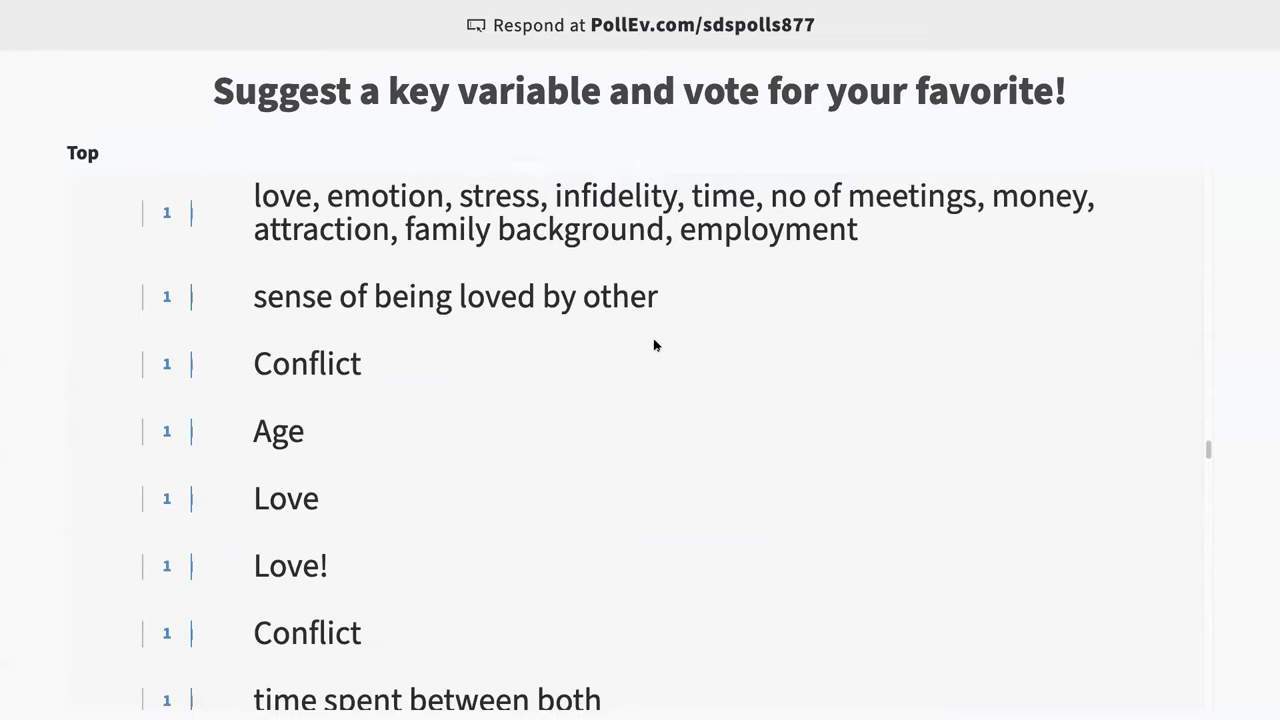 Respond at PollEv.com/sdspolls877
Suggest a key variable and vote for your favorite!
Top
1 love, emotion, stress, infidelity, time, no of meetings, money,
attraction, family background, employment
1 sense of being loved by other
1 Conflict
1 Age
1 Love
1 Love!
1 Conflict
1 time spent between both